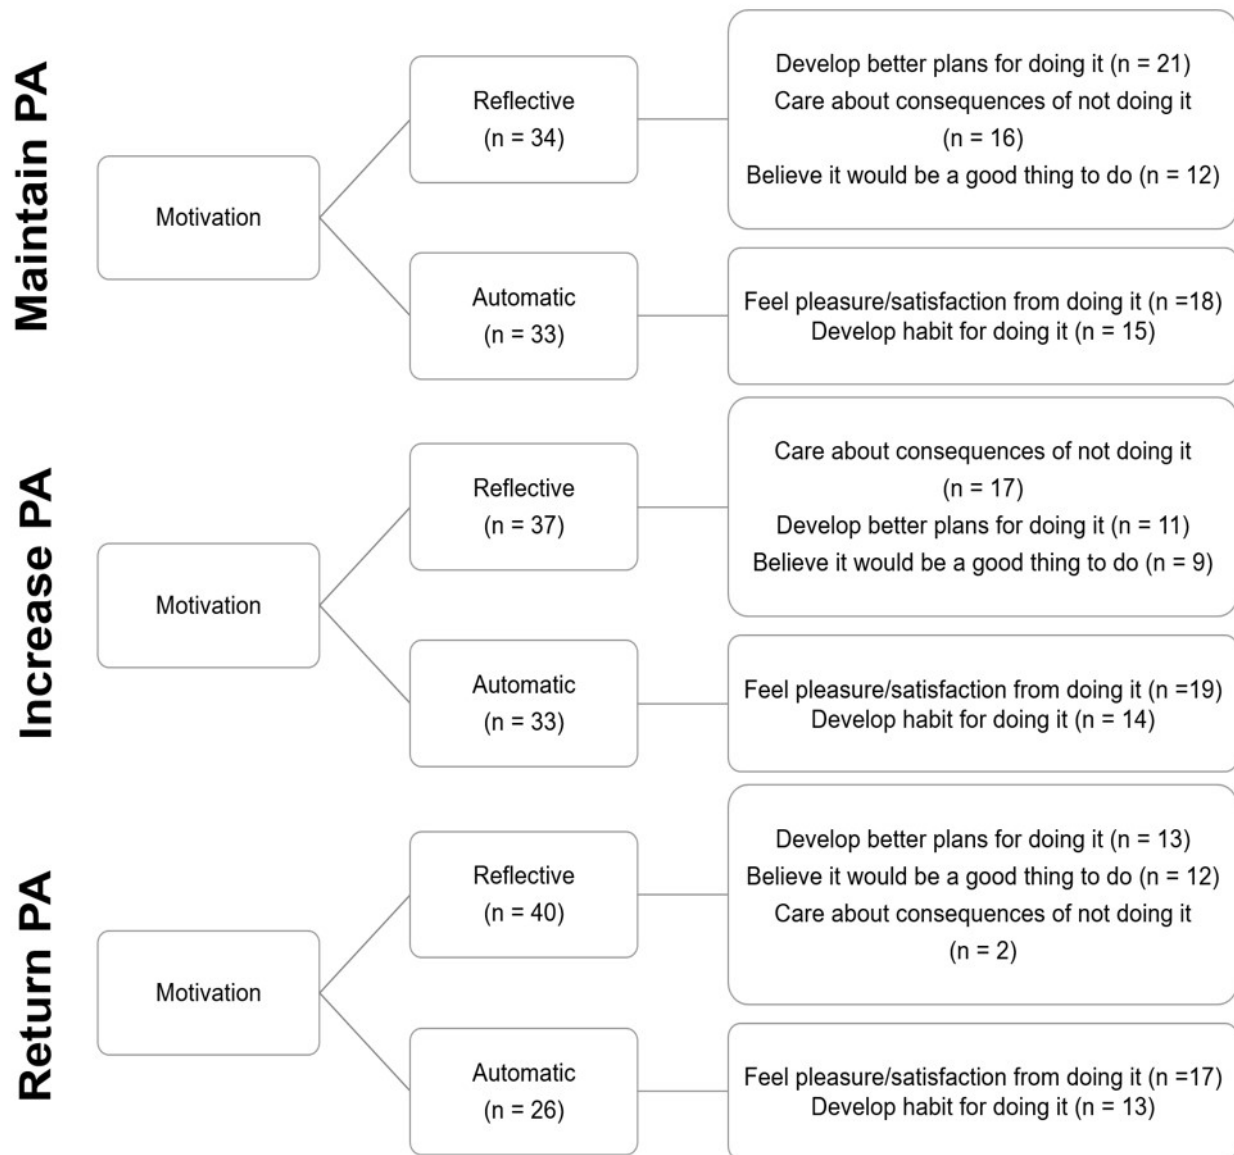 Maintain PA
Motivation
Reflective
(n = 34)
Develop better plans for doing it (n = 21)
Care about consequences of not doing it
(n = 16)
Believe it would be a good thing to do (n = 12)
Automatic
(n = 33)
Feel pleasure/satisfaction from doing it (n =18)
Develop habit for doing it (n = 15)
Increase PA
Motivation
Reflective
(n = 37)
Care about consequences of not doing it
(n = 17)
Develop better plans for doing it (n = 11)
Believe it would be a good thing to do (n = 9)
Automatic
(n = 33)
Feel pleasure/satisfaction from doing it (n =19)
Develop habit for doing it (n = 14)
Return PA
Motivation
Reflective
(n = 40)
Develop better plans for doing it (n = 13)
Believe it would be a good thing to do (n = 12)
Care about consequences of not doing it
(n = 2)
Automatic
(n = 26)
Feel pleasure/satisfaction from doing it (n =17)
Develop habit for doing it (n = 13)